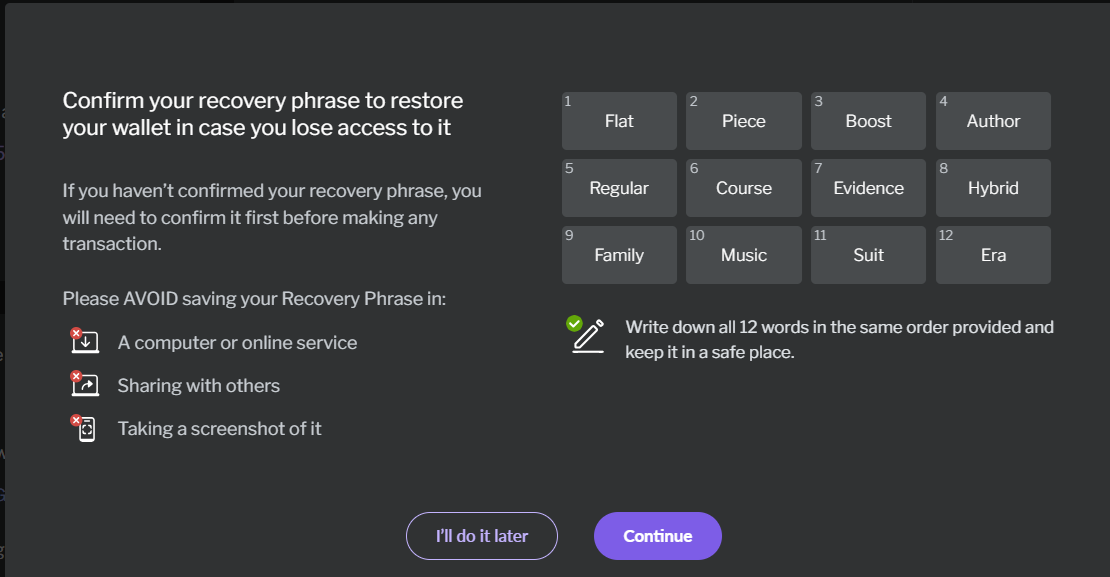 Confirm your recovery phrase to restore
your wallet in case you lose access to it
If you haven’t confirmed your recovery phrase, you
will need to confirm it first before making any
transaction.
Please AVOID saving your Recovery Phrase in:
A computer or online service
Sharing with others
Taking a screenshot of it
1 Flat
2 Piece
3 Boost
4 Author
5 Regular
6 Course
7 Evidence
8 Hybrid
9 Family
10 Music
11 Suit
12 Era
Write down all 12 words in the same order provided and
keep it in a safe place.
I’ll do it later
Continue